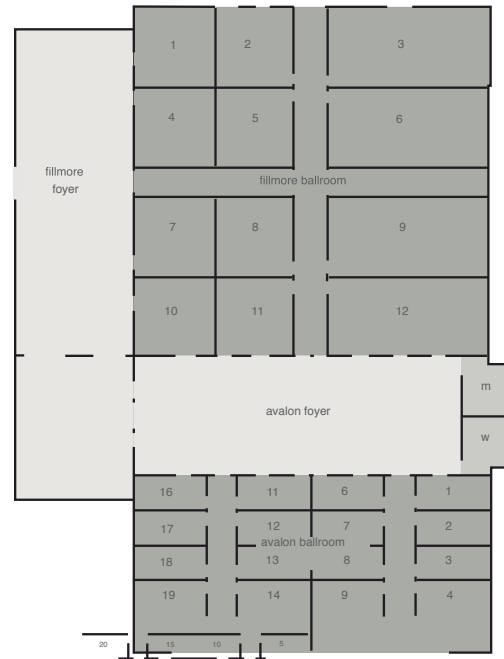 1 2 3
4 5 6
fillmore
foyer
fillmore ballroom
7 8 9
10 11 12
avalon foyer
m
w
16 11 6 1
17 12 7 2
avalon ballroom
18 13 8 3
19 14 9 4
20 15 10 5